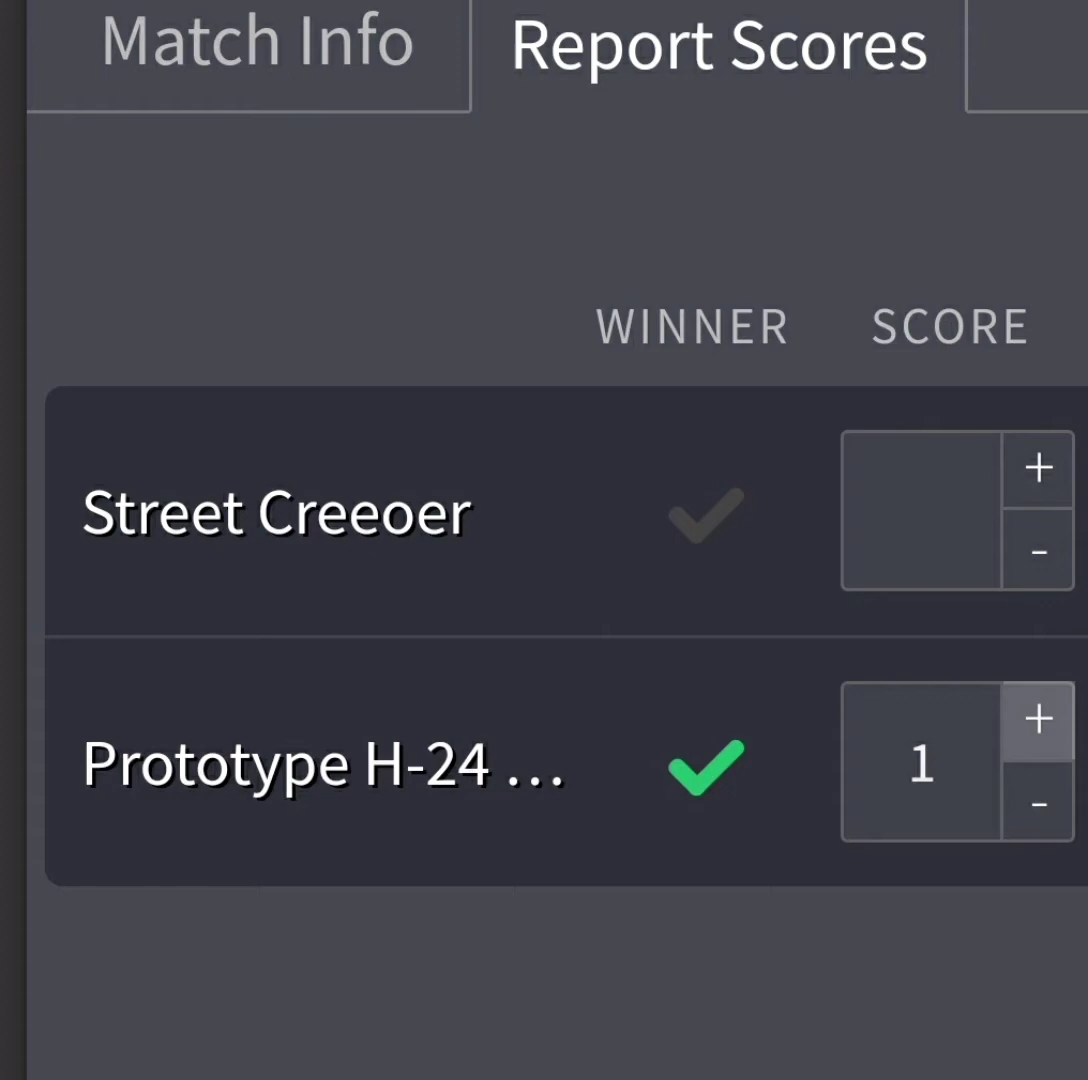 Match Info
Report Scores
WINNER SCORE
Street Creeoer
+
-
Prototype H-24 ...
1
+
-